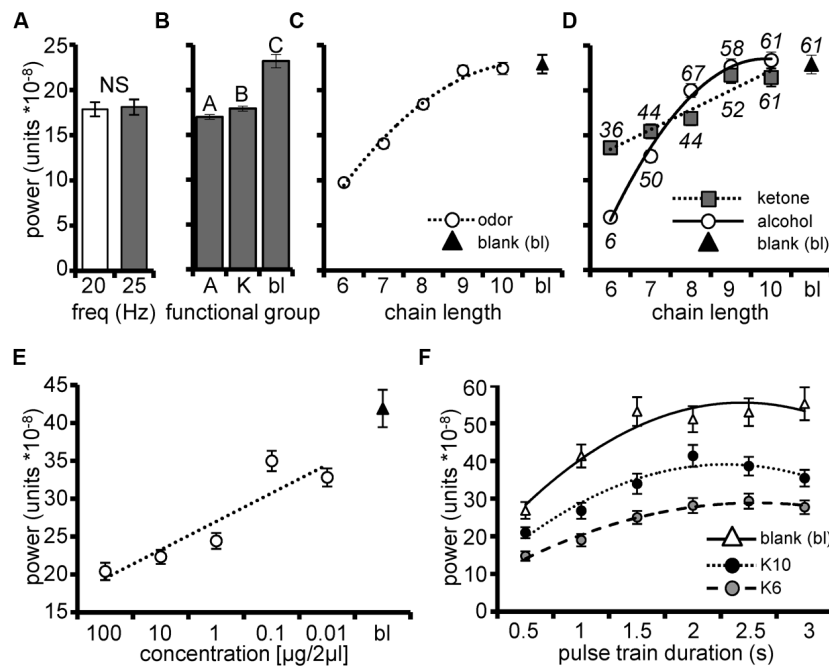 A
B
C
D
power (units *10-8)
25
20
15
10
5
0
NS
20 25
freq (Hz)
A
B
C
A K bl
functional group
odor
blank (bl)
6 7 8 9 10 bl
chain length
36
44
67
58
61
61
6
50
44
52
61
ketone
alcohol
blank (bl)
6 7 8 9 10 bl
chain length
E
F
power (units *10-8)
45
40
35
30
25
20
15
100 10 1 0.1 0.01 bl
concentration [µg/2µl]
power (units *10-8)
60
50
40
30
20
10
0
blank (bl)
K10
K6
0.5 1 1.5 2 2.5 3
pulse train duration (s)